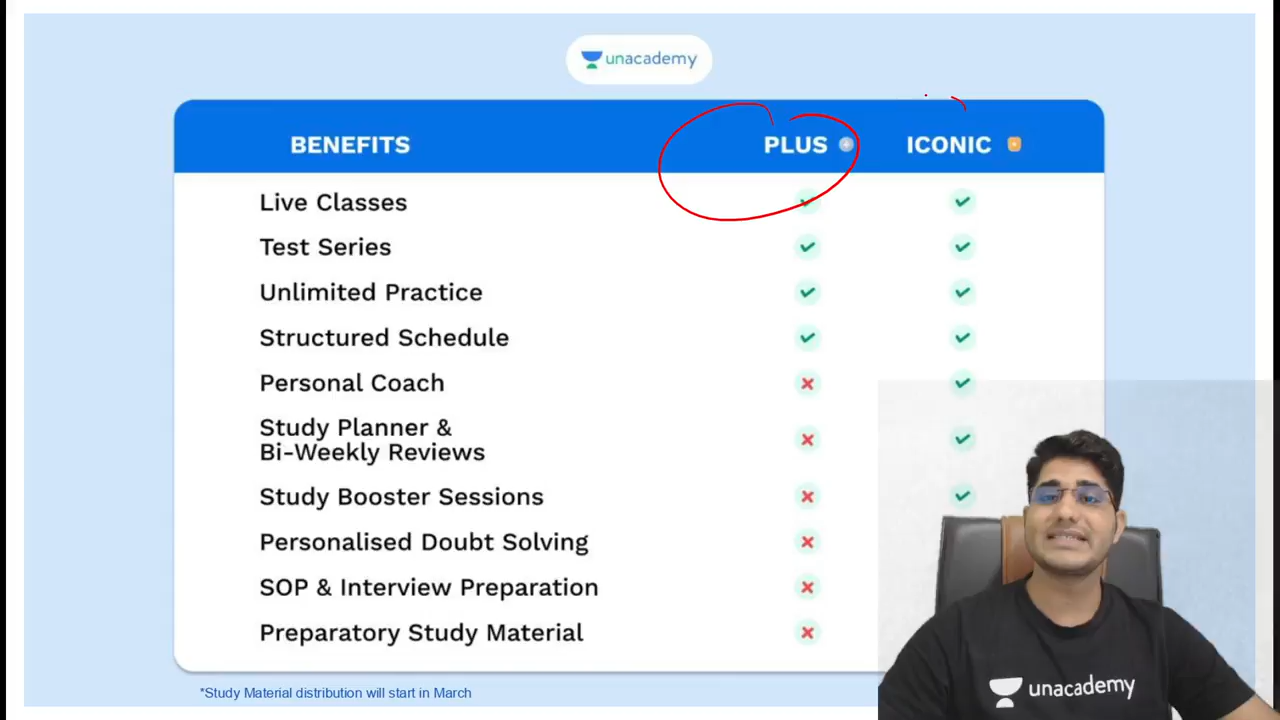 unacademy
BENEFITS PLUS ICONIC
Live Classes
Test Series
Unlimited Practice
Structured Schedule
Personal Coach
Study Planner &
Bi-Weekly Reviews
Study Booster Sessions
Personalised Doubt Solving
SOP & Interview Preparation
Preparatory Study Material
*Study Material distribution will start in March
unacademy